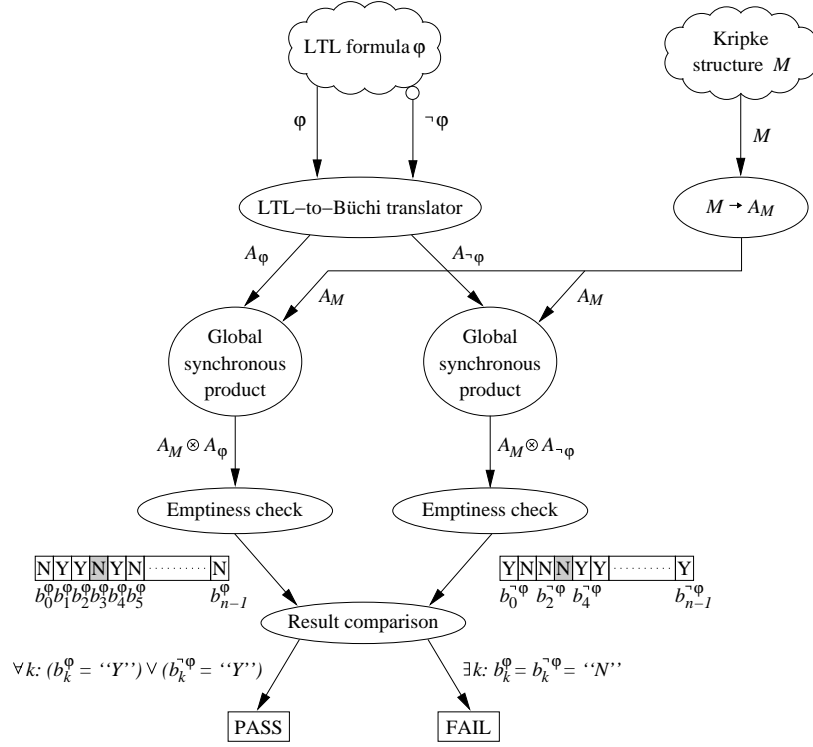 LTL formula φ
Kripke
structure M
φ
¬φ
M
LTL–to–Büchi translator
M → A_M
A_φ
A_¬φ
A_M
A_M
Global
synchronous
product
Global
synchronous
product
A_M ⊗ A_φ
A_M ⊗ A_¬φ
Emptiness check
Emptiness check
N Y Y N Y N .......... N
Y N N N Y Y .......... Y
b_0^φ b_1^φ b_2^φ b_3^φ b_4^φ b_5^φ b_{n-1}^φ
b_0^¬φ b_2^¬φ b_4^¬φ b_{n-1}^¬φ
Result comparison
∀k: (b_k^φ = ‘‘Y’’) ∨ (b_k^¬φ = ‘‘Y’’)
∃k: b_k^φ = b_k^¬φ = ‘‘N’’
PASS
FAIL